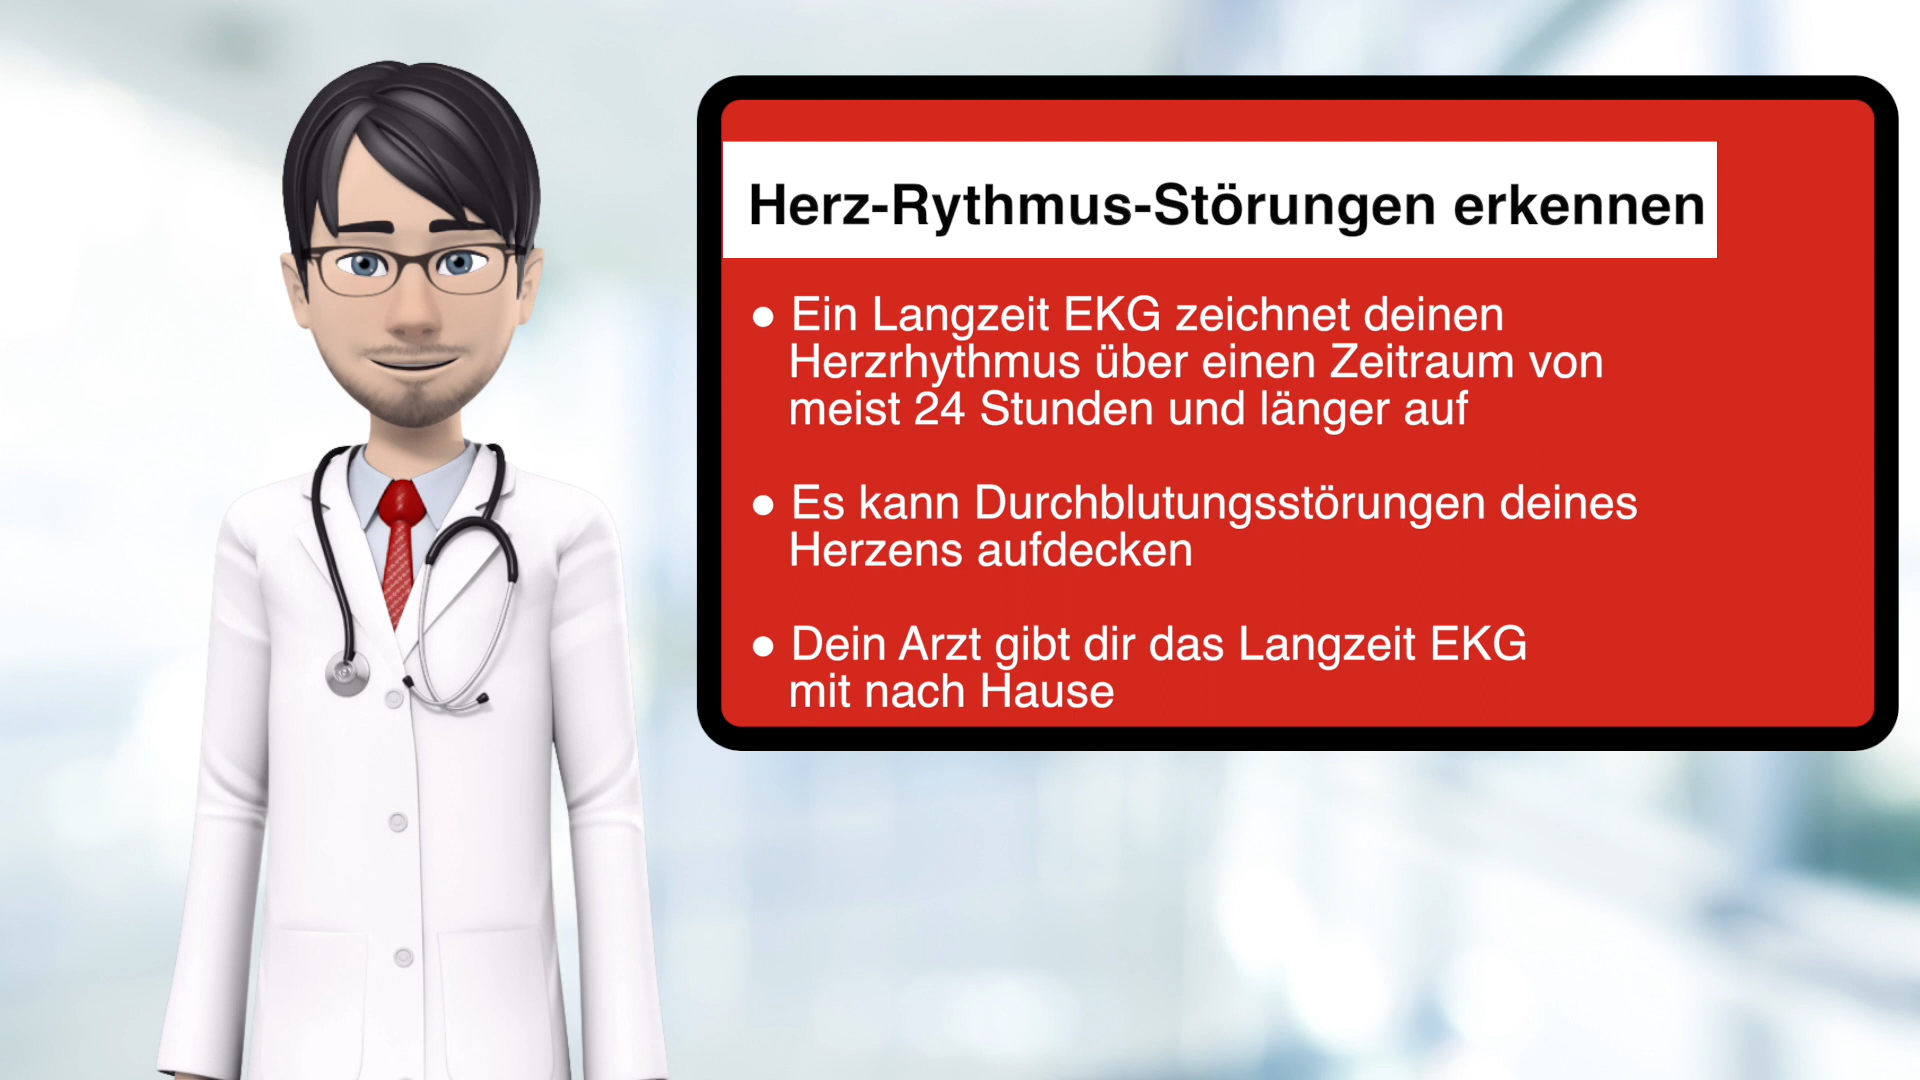 Herz-Rythmus-Störungen erkennen
● Ein Langzeit EKG zeichnet deinen
Herzrhythmus über einen Zeitraum von
meist 24 Stunden und länger auf
● Es kann Durchblutungsstörungen deines
Herzens aufdecken
● Dein Arzt gibt dir das Langzeit EKG
mit nach Hause